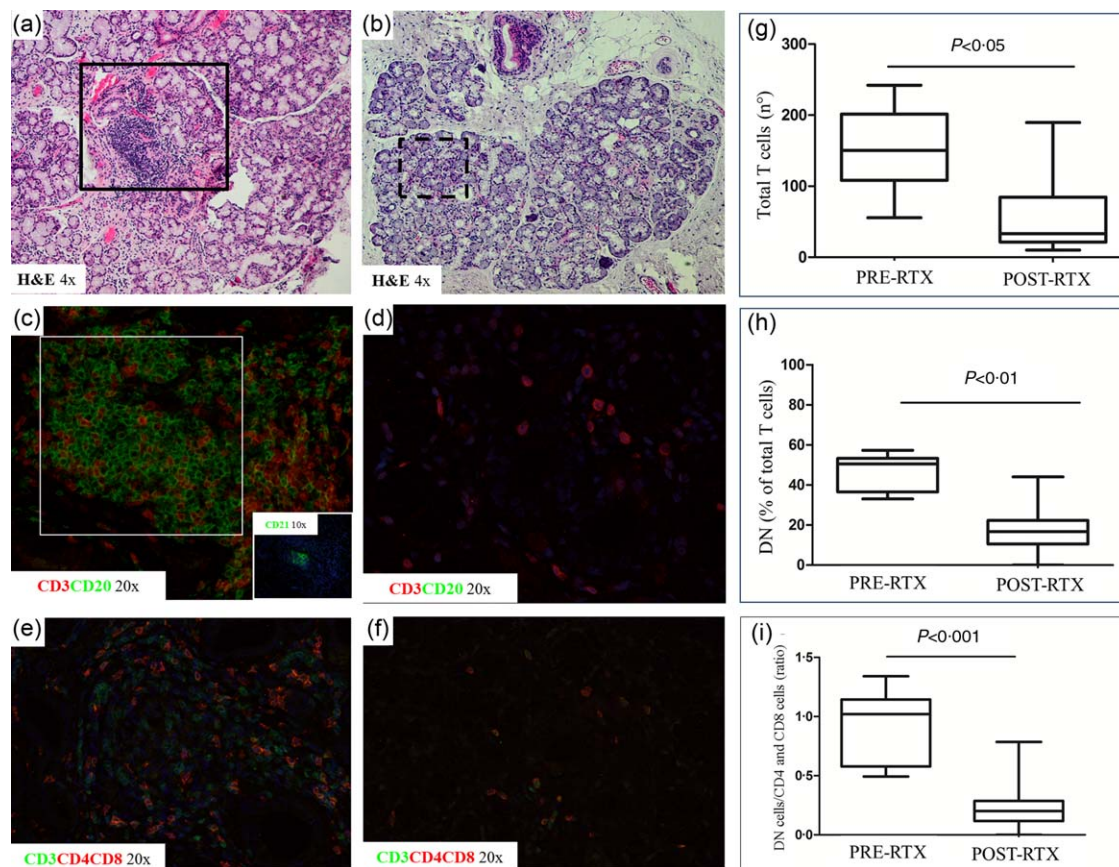 (a)
H&E 4x
(b)
H&E 4x
(c)
CD21 10x
CD3CD20 20x
(d)
CD3CD20 20x
(e)
CD3CD4CD8 20x
(f)
CD3CD4CD8 20x
(g)
P<0·05
Total T cells (n°)
300
200
100
0
PRE-RTX POST-RTX
(h)
P<0·01
DN (% of total T cells)
100
80
60
40
20
0
PRE-RTX POST-RTX
(i)
P<0·001
DN cells/CD4 and CD8 cells (ratio)
1·5
1·0
0·5
0·0
PRE-RTX POST-RTX